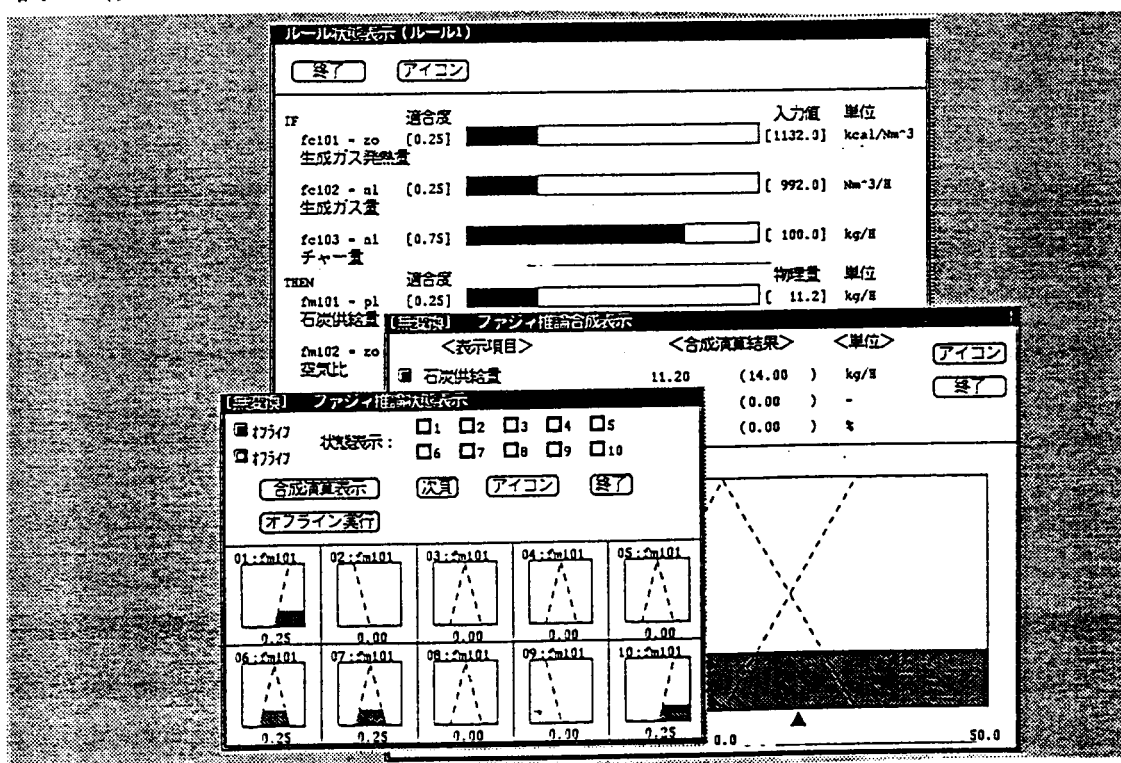 ルール状態表示 (ルール1)
終了 アイコン
IF 適合度 入力値 単位
fc101 = zo [0.25] [1132.0] kcal/Nm^3
生成ガス発熱量
fc102 = nl [0.25] [ 992.0] Nm^3/H
生成ガス量
fc103 = nl [0.75] [ 100.0] kg/H
チャー量
THEN 適合度 物理量 単位
fm101 = pl [0.25] [ 11.2] kg/H
石炭供給量
fm102 = zo
空気比
ファジィ推論合成表示
<表示項目> <合成演算結果> <単位>
アイコン
石炭供給量 11.20 (14.00 ) kg/H
終了
(0.00 ) -
(0.00 ) %
0.0 50.0
ファジィ推論状態表示
状態表示:
1 2 3 4 5
6 7 8 9 10
合成演算表示 次頁 アイコン 終了
オフライン実行
01:fm101 02:fm101 03:fm101 04:fm101 05:fm101
0.25 0.00 0.00 0.00 0.00
06:fm101 07:fm101 08:fm101 09:fm101 10:fm101
0.25 0.25 0.00 0.00 0.25